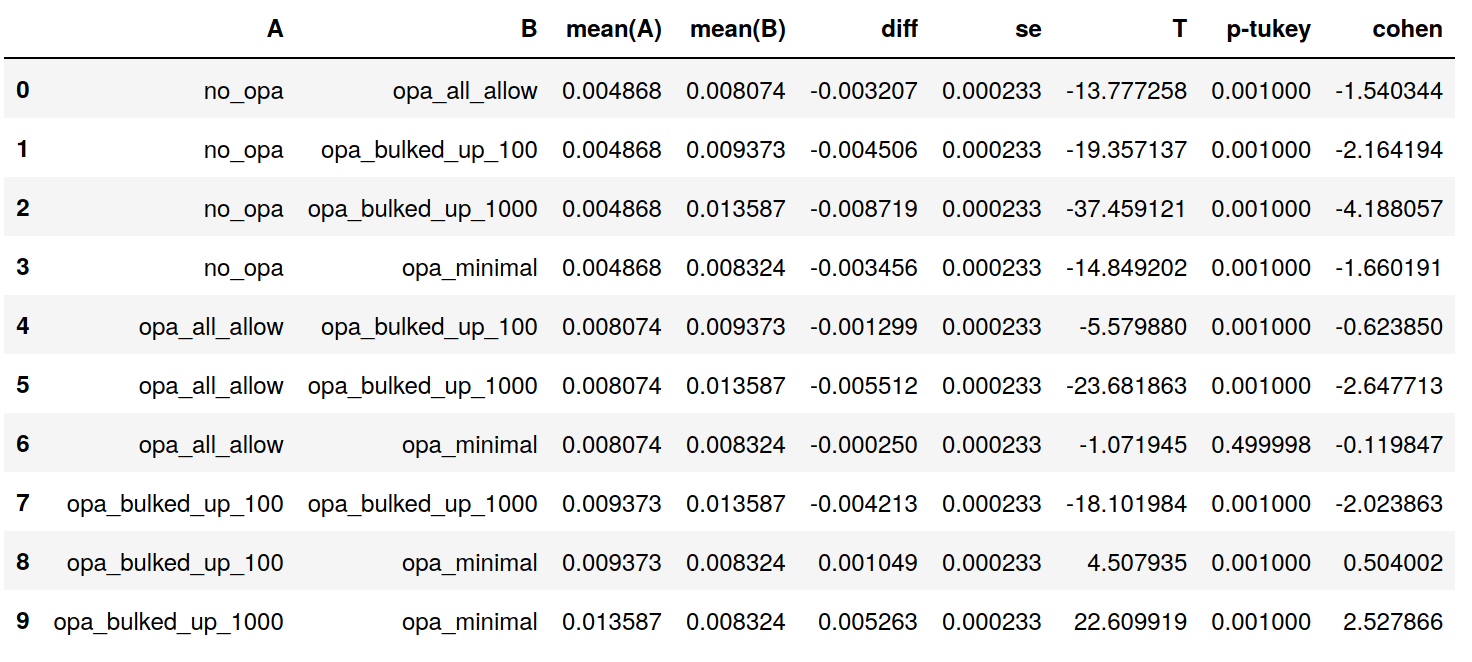 A B mean(A) mean(B) diff se T p-tukey cohen
0 no_opa opa_all_allow 0.004868 0.008074 -0.003207 0.000233 -13.777258 0.001000 -1.540344
1 no_opa opa_bulked_up_100 0.004868 0.009373 -0.004506 0.000233 -19.357137 0.001000 -2.164194
2 no_opa opa_bulked_up_1000 0.004868 0.013587 -0.008719 0.000233 -37.459121 0.001000 -4.188057
3 no_opa opa_minimal 0.004868 0.008324 -0.003456 0.000233 -14.849202 0.001000 -1.660191
4 opa_all_allow opa_bulked_up_100 0.008074 0.009373 -0.001299 0.000233 -5.579880 0.001000 -0.623850
5 opa_all_allow opa_bulked_up_1000 0.008074 0.013587 -0.005512 0.000233 -23.681863 0.001000 -2.647713
6 opa_all_allow opa_minimal 0.008074 0.008324 -0.000250 0.000233 -1.071945 0.499998 -0.119847
7 opa_bulked_up_100 opa_bulked_up_1000 0.009373 0.013587 -0.004213 0.000233 -18.101984 0.001000 -2.023863
8 opa_bulked_up_100 opa_minimal 0.009373 0.008324 0.001049 0.000233 4.507935 0.001000 0.504002
9 opa_bulked_up_1000 opa_minimal 0.013587 0.008324 0.005263 0.000233 22.609919 0.001000 2.527866